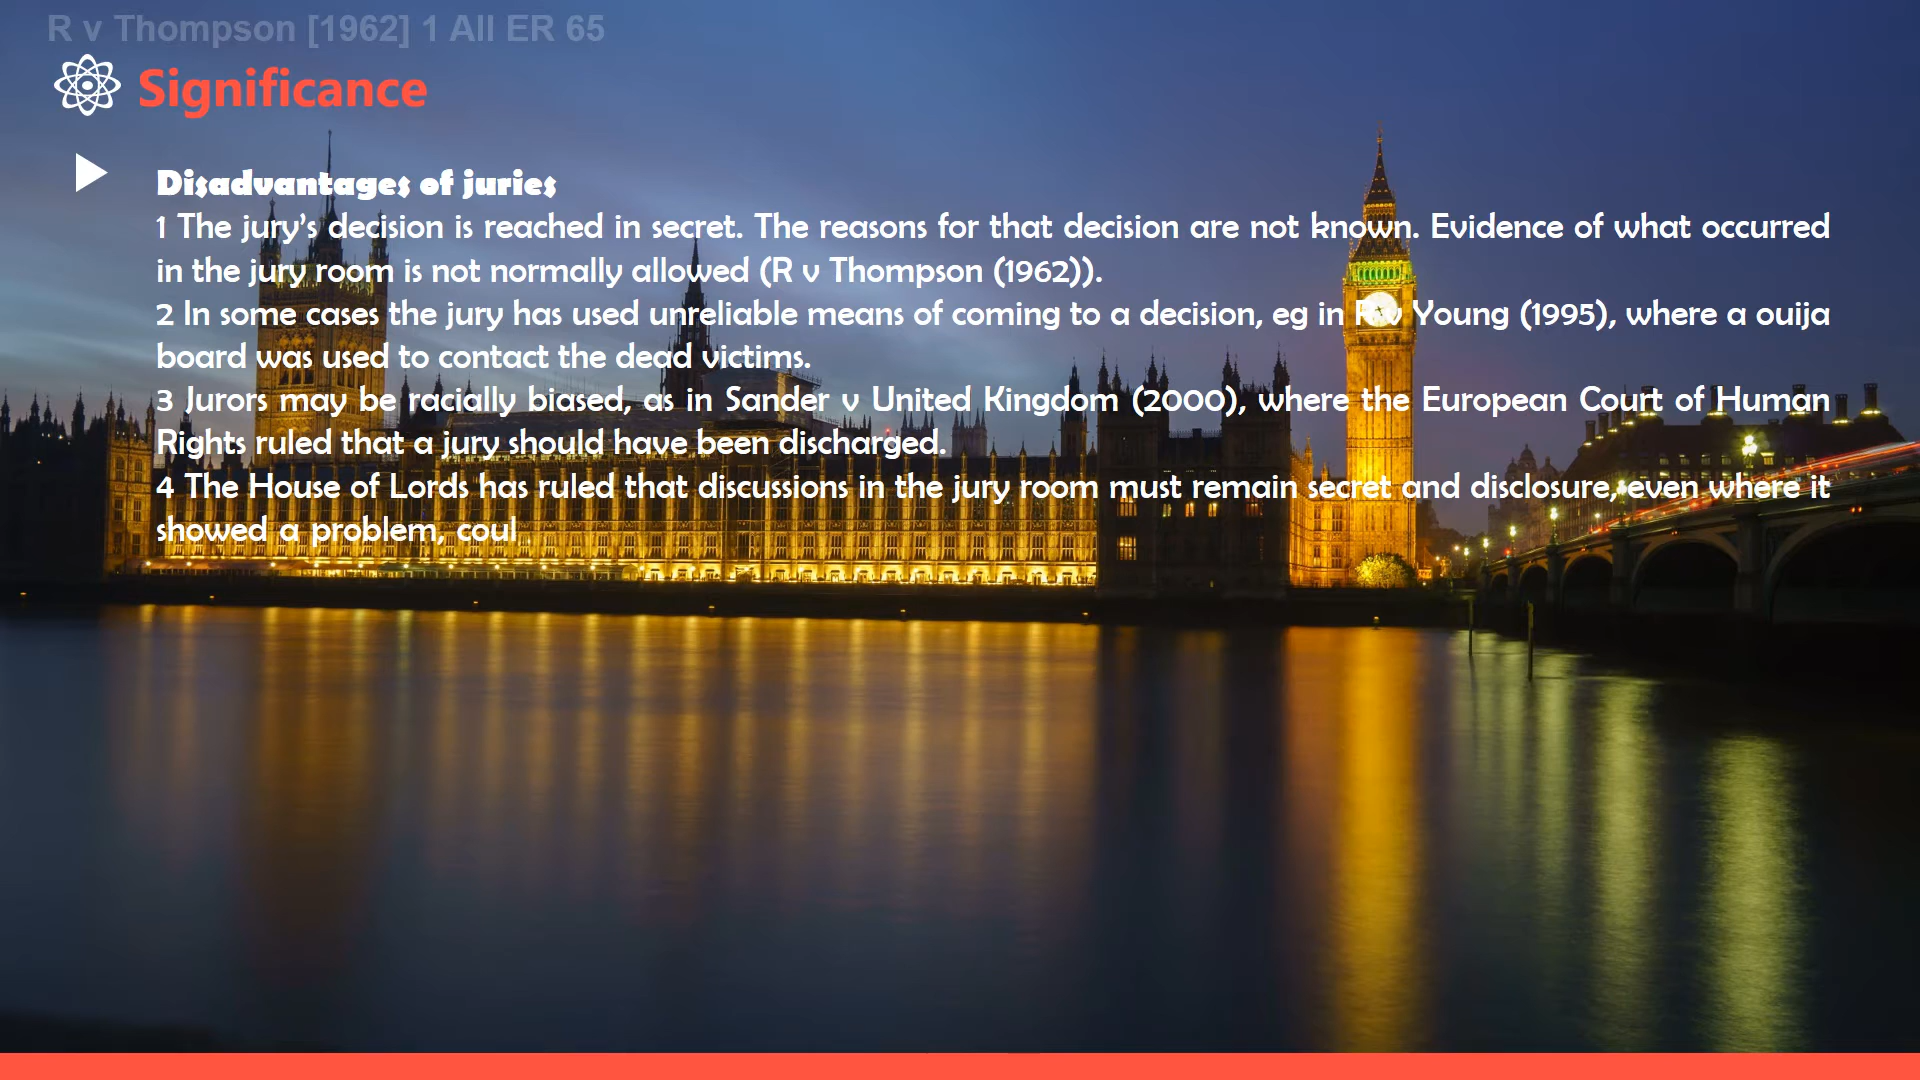 R v Thompson [1962] 1 All ER 65
Significance
Disadvantages of juries
1 The jury’s decision is reached in secret. The reasons for that decision are not known. Evidence of what occurred
in the jury room is not normally allowed (R v Thompson (1962)).
2 In some cases the jury has used unreliable means of coming to a decision, eg in R v Young (1995), where a ouija
board was used to contact the dead victims.
3 Jurors may be racially biased, as in Sander v United Kingdom (2000), where the European Court of Human
Rights ruled that a jury should have been discharged.
4 The House of Lords has ruled that discussions in the jury room must remain secret and disclosure, even where it
showed a problem, coul